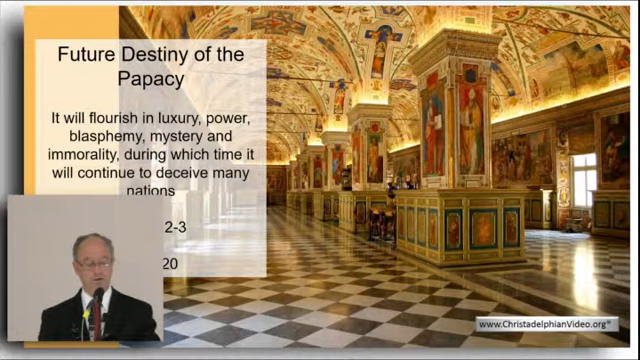 Future Destiny of the
Papacy
It will flourish in luxury, power,
blasphemy, mystery and
immorality, during which time it
will continue to deceive many
nations
2-3
20
www.ChristadelphianVideo.org®